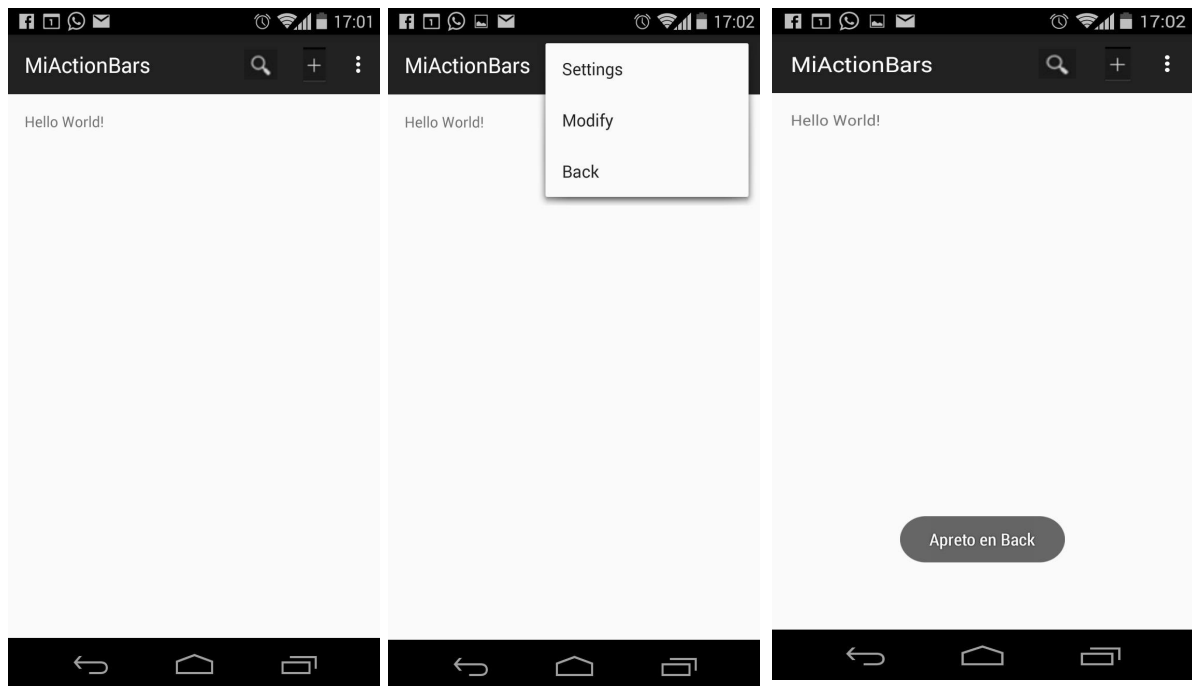 17:01
MiActionBars
Hello World!
17:02
MiActionBars
Settings
Hello World!
Modify
Back
17:02
MiActionBars
Hello World!
Apreto en Back